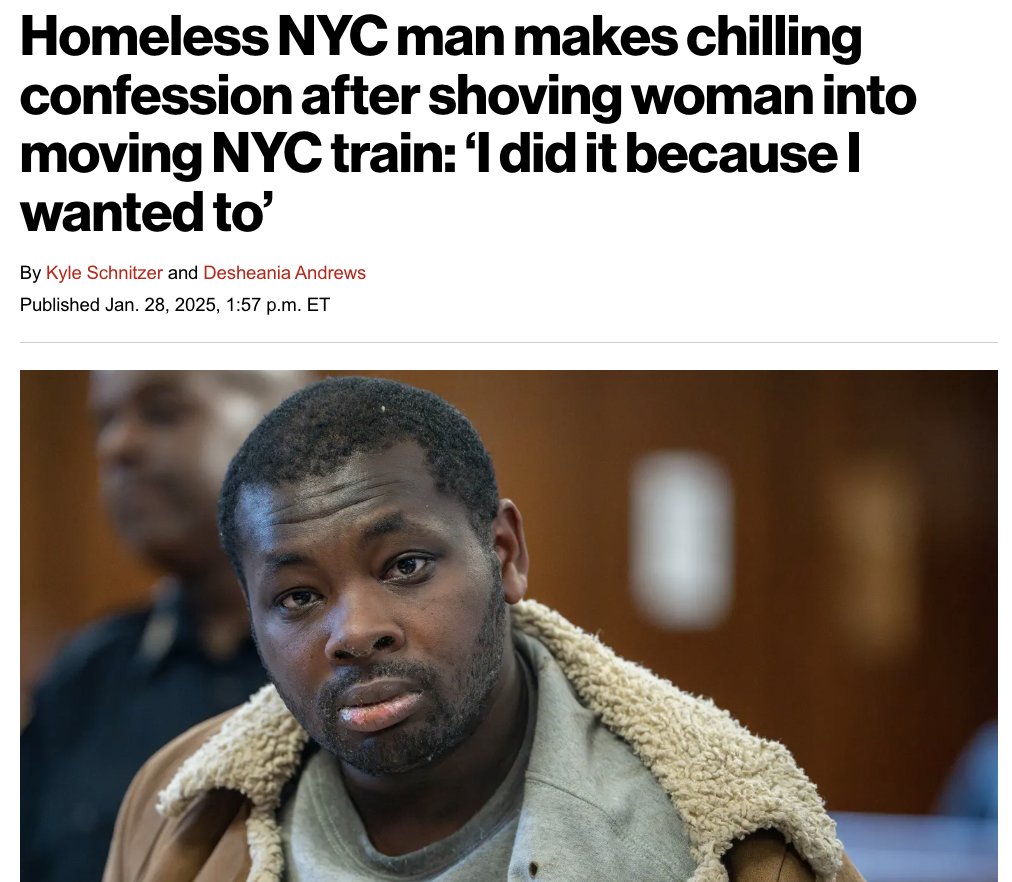 Homeless NYC man makes chilling
confession after shoving woman into
moving NYC train: ‘I did it because I
wanted to’
By Kyle Schnitzer and Desheania Andrews
Published Jan. 28, 2025, 1:57 p.m. ET